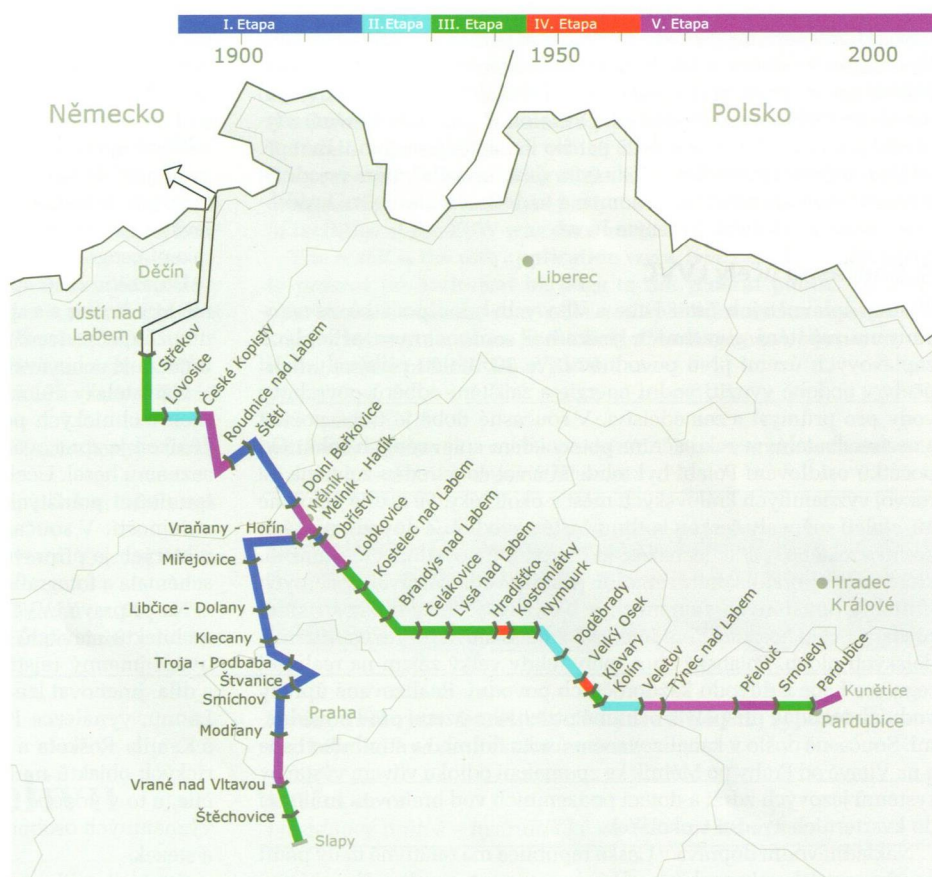 I. Etapa
II.Etapa
III. Etapa
IV. Etapa
V. Etapa
1900
1950
2000
Německo
Polsko
Děčín
Liberec
Ústí nad
Labem
Střekov
Lovosice
České Kopisty
Roudnice nad Labem
Štětí
Dolní Beřkovice
Mělník
Mělník - Hadík
Obříství
Lobkovice
Kostelec nad Labem
Brandýs nad Labem
Čelákovice
Lysá nad Labem
Hradištko
Kostomlátky
Nymburk
Poděbrady
Velký Osek
Klavary
Kolín
Veletov
Týnec nad Labem
Přelouč
Srnojedy
Pardubice
Kunětice
Pardubice
Hradec
Králové
Vraňany - Hořín
Miřejovice
Libčice - Dolany
Klecany
Troja - Podbaba
Štvanice
Smíchov
Praha
Modřany
Vrané nad Vltavou
Štěchovice
Slapy